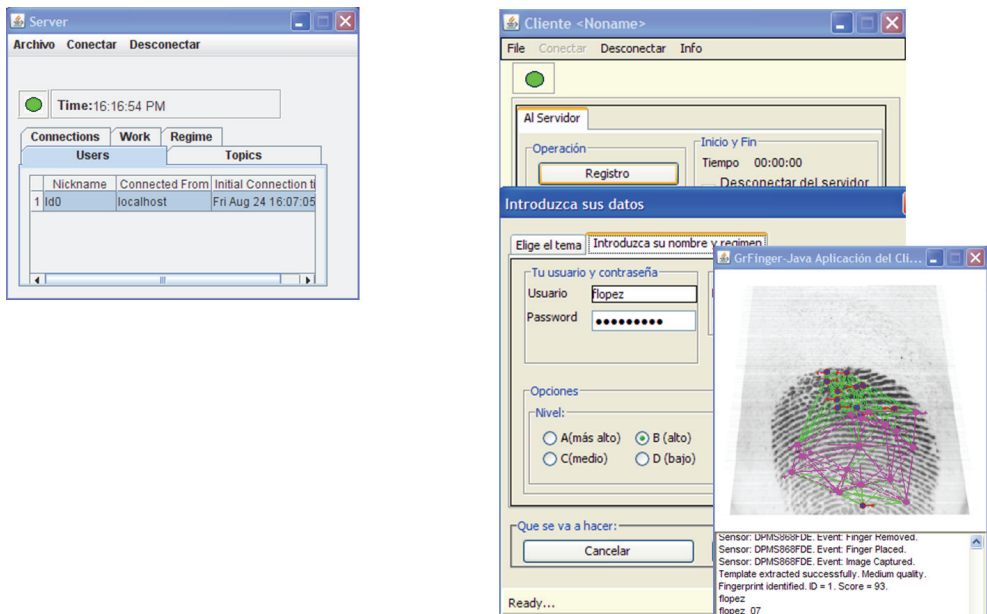 Server
Archivo Conectar Desconectar
Time:16:16:54 PM
Connections Work Regime
Users Topics
Nickname Connected From Initial Connection ti
1 Id0 localhost Fri Aug 24 16:07:05
Cliente <Noname>
File Conectar Desconectar Info
Al Servidor
Operación
Registro
Inicio y Fin
Tiempo 00:00:00
Desconectar del servidor
Introduzca sus datos
Elige el tema Introduzca su nombre y regimen
Tu usuario y contraseña
Usuario flopez
Password ●●●●●●●●●
Opciones
Nivel:
A(más alto) B (alto)
C(medio) D (bajo)
Que se va a hacer:
Cancelar
Ready...
GrFinger-Java Aplicación del Cli...
Sensor: DPMS868FDE. Event: Finger Removed.
Sensor: DPMS868FDE. Event: Finger Placed.
Sensor: DPMS868FDE. Event: Image Captured.
Template extracted successfully. Medium quality.
Fingerprint identified. ID = 1. Score = 93.
flopez
flopez_07